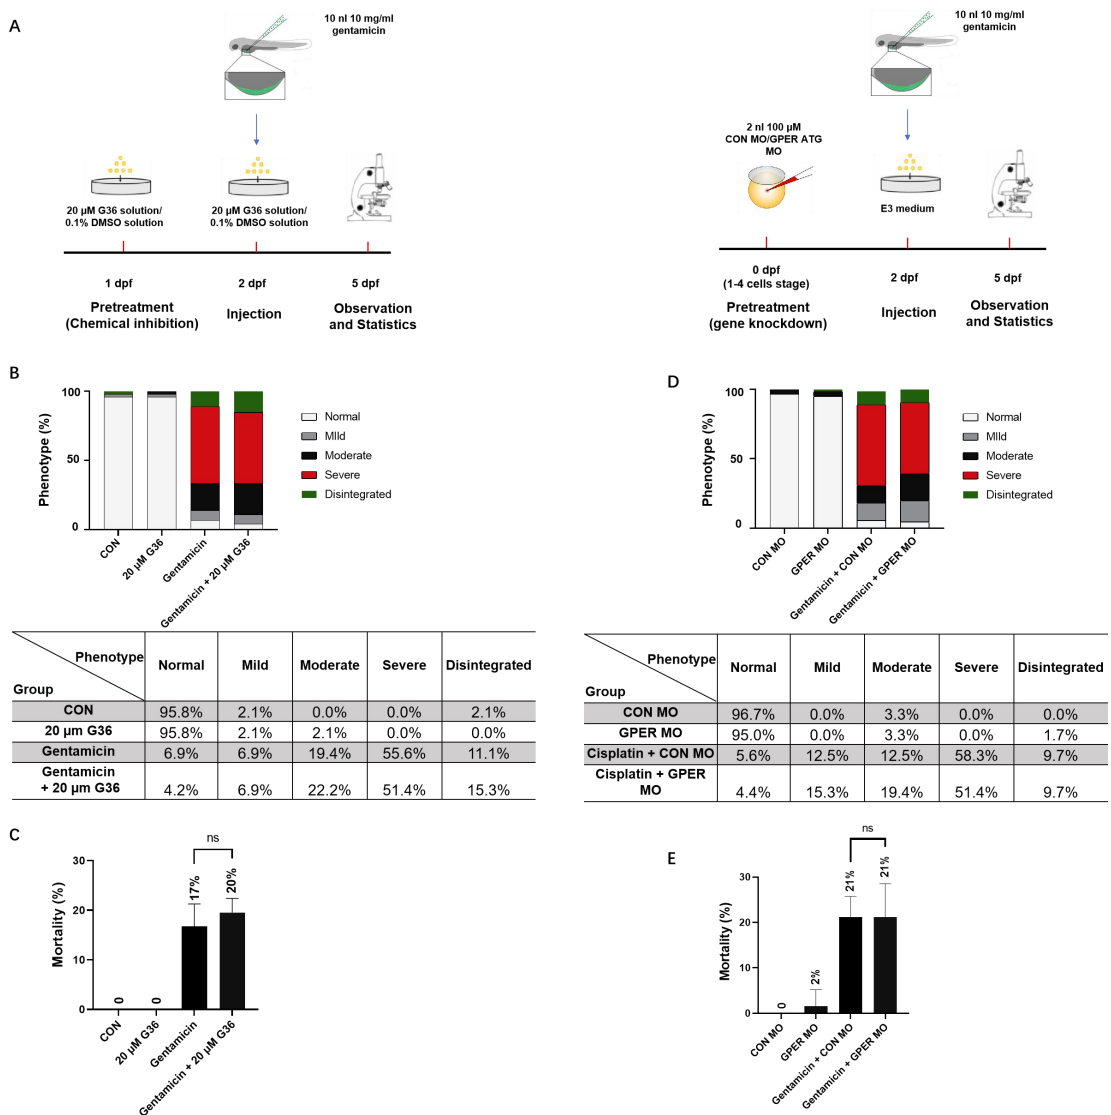 A
10 nl 10 mg/ml
gentamicin
20 µM G36 solution/
0.1% DMSO solution
20 µM G36 solution/
0.1% DMSO solution
1 dpf
2 dpf
5 dpf
Pretreatment
(Chemical inhibition)
Injection
Observation
and Statistics
10 nl 10 mg/ml
gentamicin
2 nl 100 µM
CON MO/GPER ATG
MO
E3 medium
0 dpf
(1-4 cells stage)
2 dpf
5 dpf
Pretreatment
(gene knockdown)
Injection
Observation
and Statistics
B
Phenotype (%)
100
50
0
CON
20 µM G36
Gentamicin
Gentamicin + 20 µM G36
Normal
MIld
Moderate
Severe
Disintegrated
Phenotype
Group
Normal Mild Moderate Severe Disintegrated
CON 95.8% 2.1% 0.0% 0.0% 2.1%
20 µm G36 95.8% 2.1% 2.1% 0.0% 0.0%
Gentamicin 6.9% 6.9% 19.4% 55.6% 11.1%
Gentamicin
+ 20 µm G36 4.2% 6.9% 22.2% 51.4% 15.3%
D
Phenotype (%)
100
50
0
CON MO
GPER MO
Gentamicin + CON MO
Gentamicin + GPER MO
Normal
MIld
Moderate
Severe
Disintegrated
Phenotype
Group
Normal Mild Moderate Severe Disintegrated
CON MO 96.7% 0.0% 3.3% 0.0% 0.0%
GPER MO 95.0% 0.0% 3.3% 0.0% 1.7%
Cisplatin + CON MO 5.6% 12.5% 12.5% 58.3% 9.7%
Cisplatin + GPER
MO 4.4% 15.3% 19.4% 51.4% 9.7%
C
Mortality (%)
30
20
10
0
0
0
17%
20%
ns
CON
20 µM G36
Gentamicin
Gentamicin + 20 µM G36
E
Mortality (%)
30
20
10
0
0
2%
21%
21%
ns
CON MO
GPER MO
Gentamicin + CON MO
Gentamicin + GPER MO